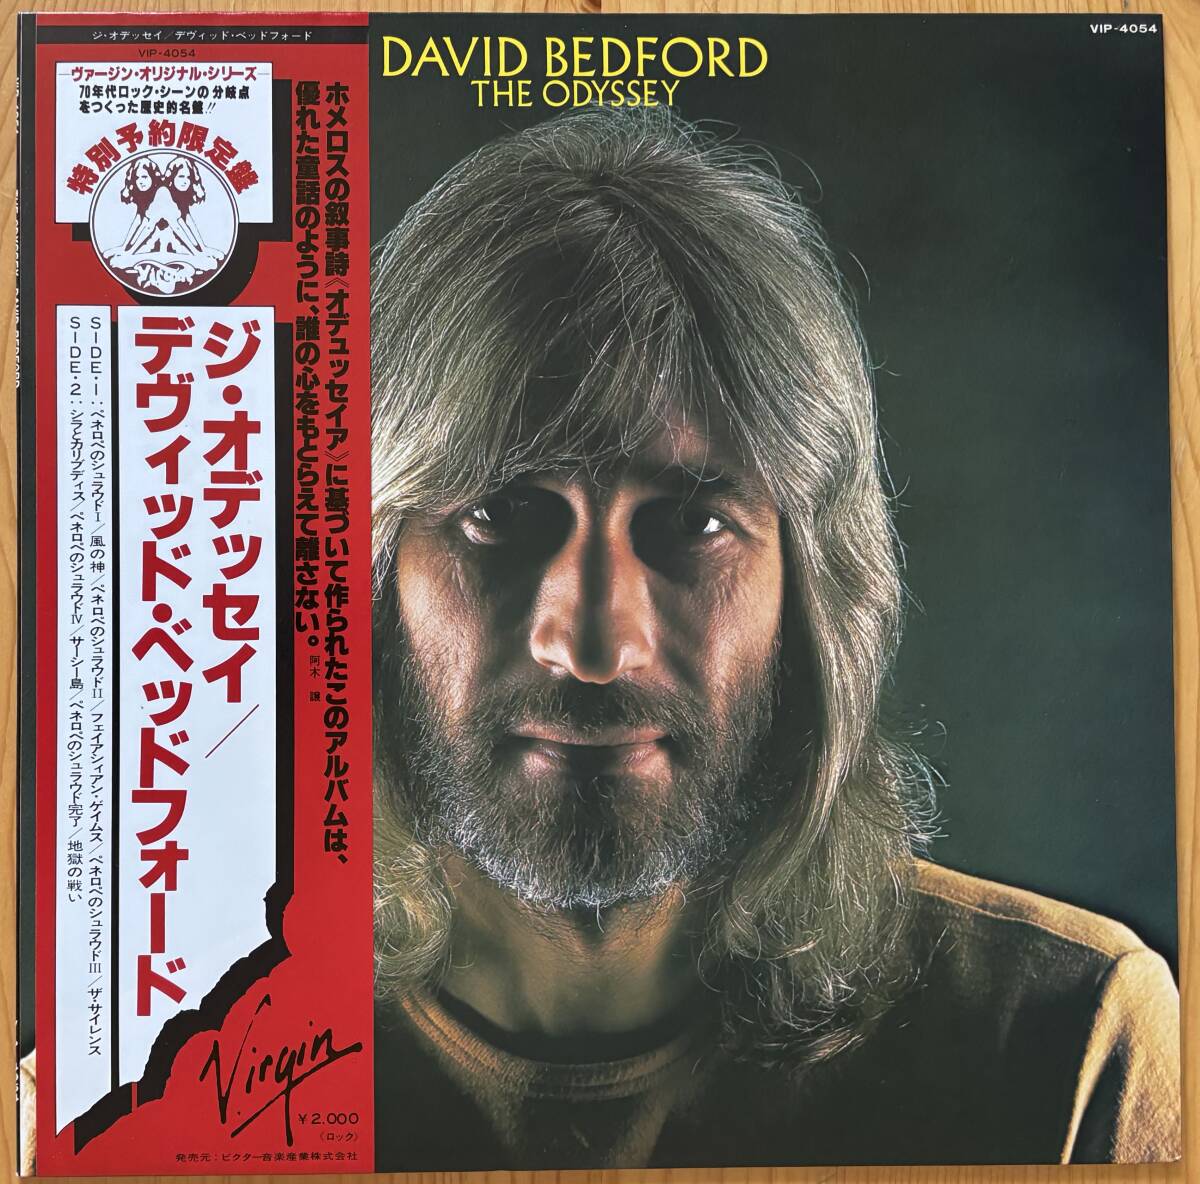 ジ・オデッセイ/デヴィッド・ベッドフォード
VIP-4054
ヴァージン・オリジナル・シリーズ
70年代ロック・シーンの分岐点
をつくった歴史的名盤!!
特別予約限定盤
Virgin
ジ・オデッセイ/
デヴィッド・ベッドフォード
SIDE・1:ペネロペのシュラウドI/風の神/ペネロペのシュラウドII/フェイアシィアン・ゲイムス/ペネロペのシュラウドIII/ザ・サイレンス
SIDE・2:シラとカリブディス/ペネロペのシュラウドIV/サーシー島/ペネロペのシュラウド完了/地獄の戦い
ホメロスの叙事詩《オデュッセイア》に基づいて作られたこのアルバムは、
優れた童話のように、誰の心をもとらえて離さない。
阿木 譲
Virgin
¥2,000
〈ロック〉
発売元:ビクター音楽産業株式会社
DAVID BEDFORD
THE ODYSSEY
VIP-4054
THE ODYSSEY DAVID BEDFORD